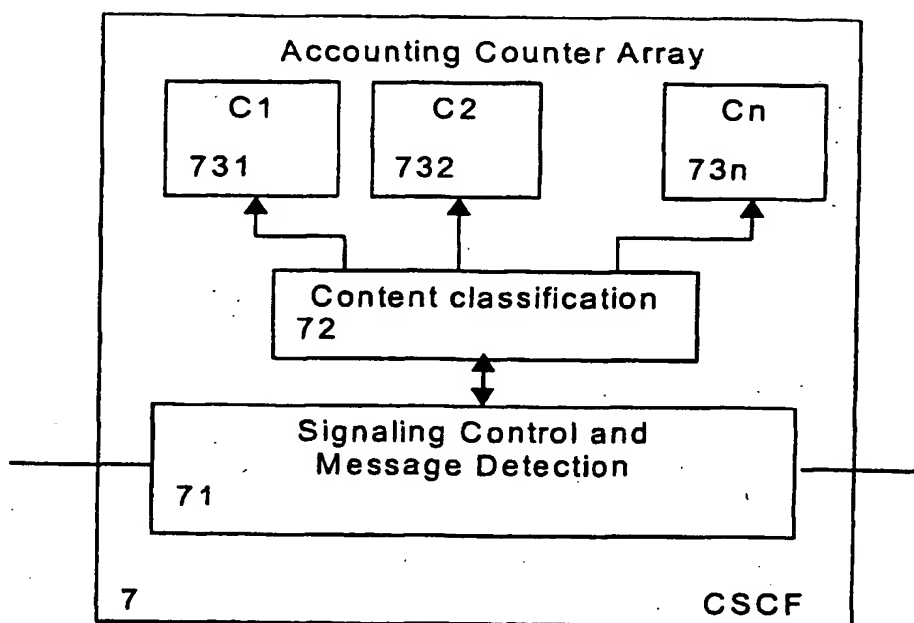 Accounting Counter Array
C1
731
C2
732
Cn
73n
Content classification
72
Signaling Control and
Message Detection
71
7
CSCF